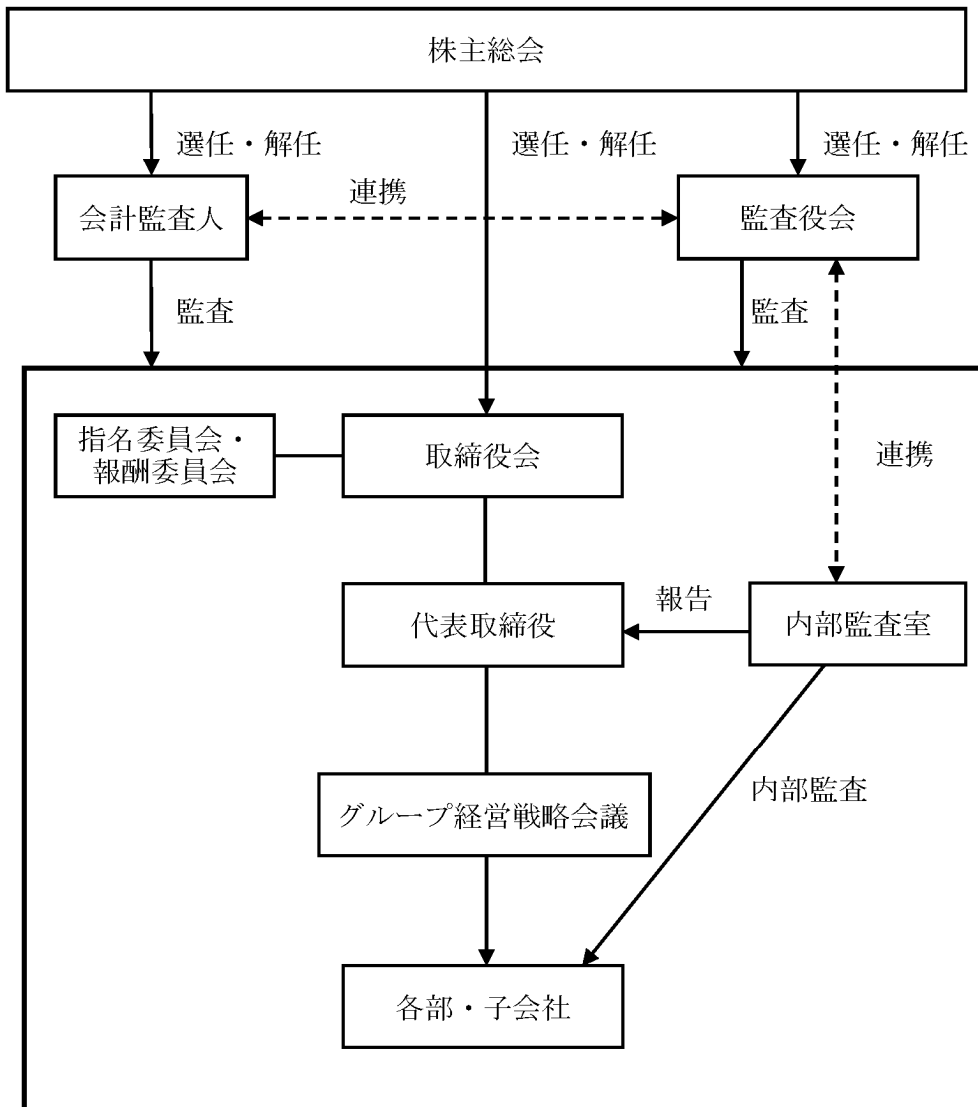 株主総会
選任・解任
選任・解任
選任・解任
連携
会計監査人
監査役会
監査
監査
指名委員会・
報酬委員会
取締役会
連携
代表取締役
報告
内部監査室
グループ経営戦略会議
内部監査
各部・子会社